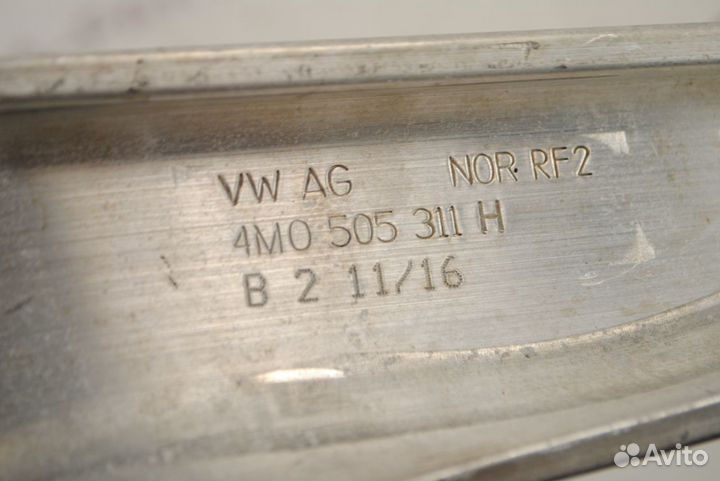 VW AG NOR RF2
4M0 505 311 H
B 2 11/16
Avito